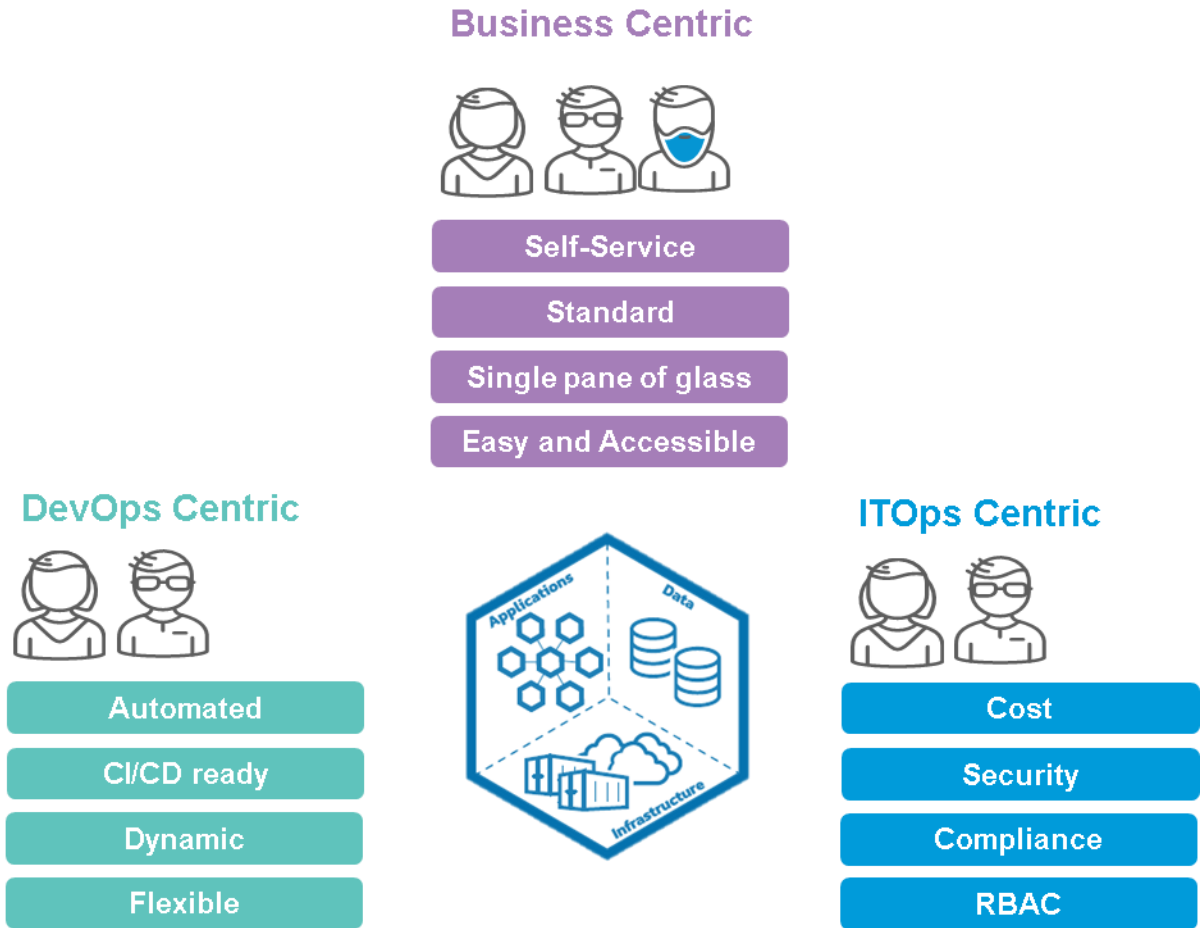 Business Centric
Self-Service
Standard
Single pane of glass
Easy and Accessible
DevOps Centric
Automated
CI/CD ready
Dynamic
Flexible
Applications
Data
Infrastructure
ITOps Centric
Cost
Security
Compliance
RBAC